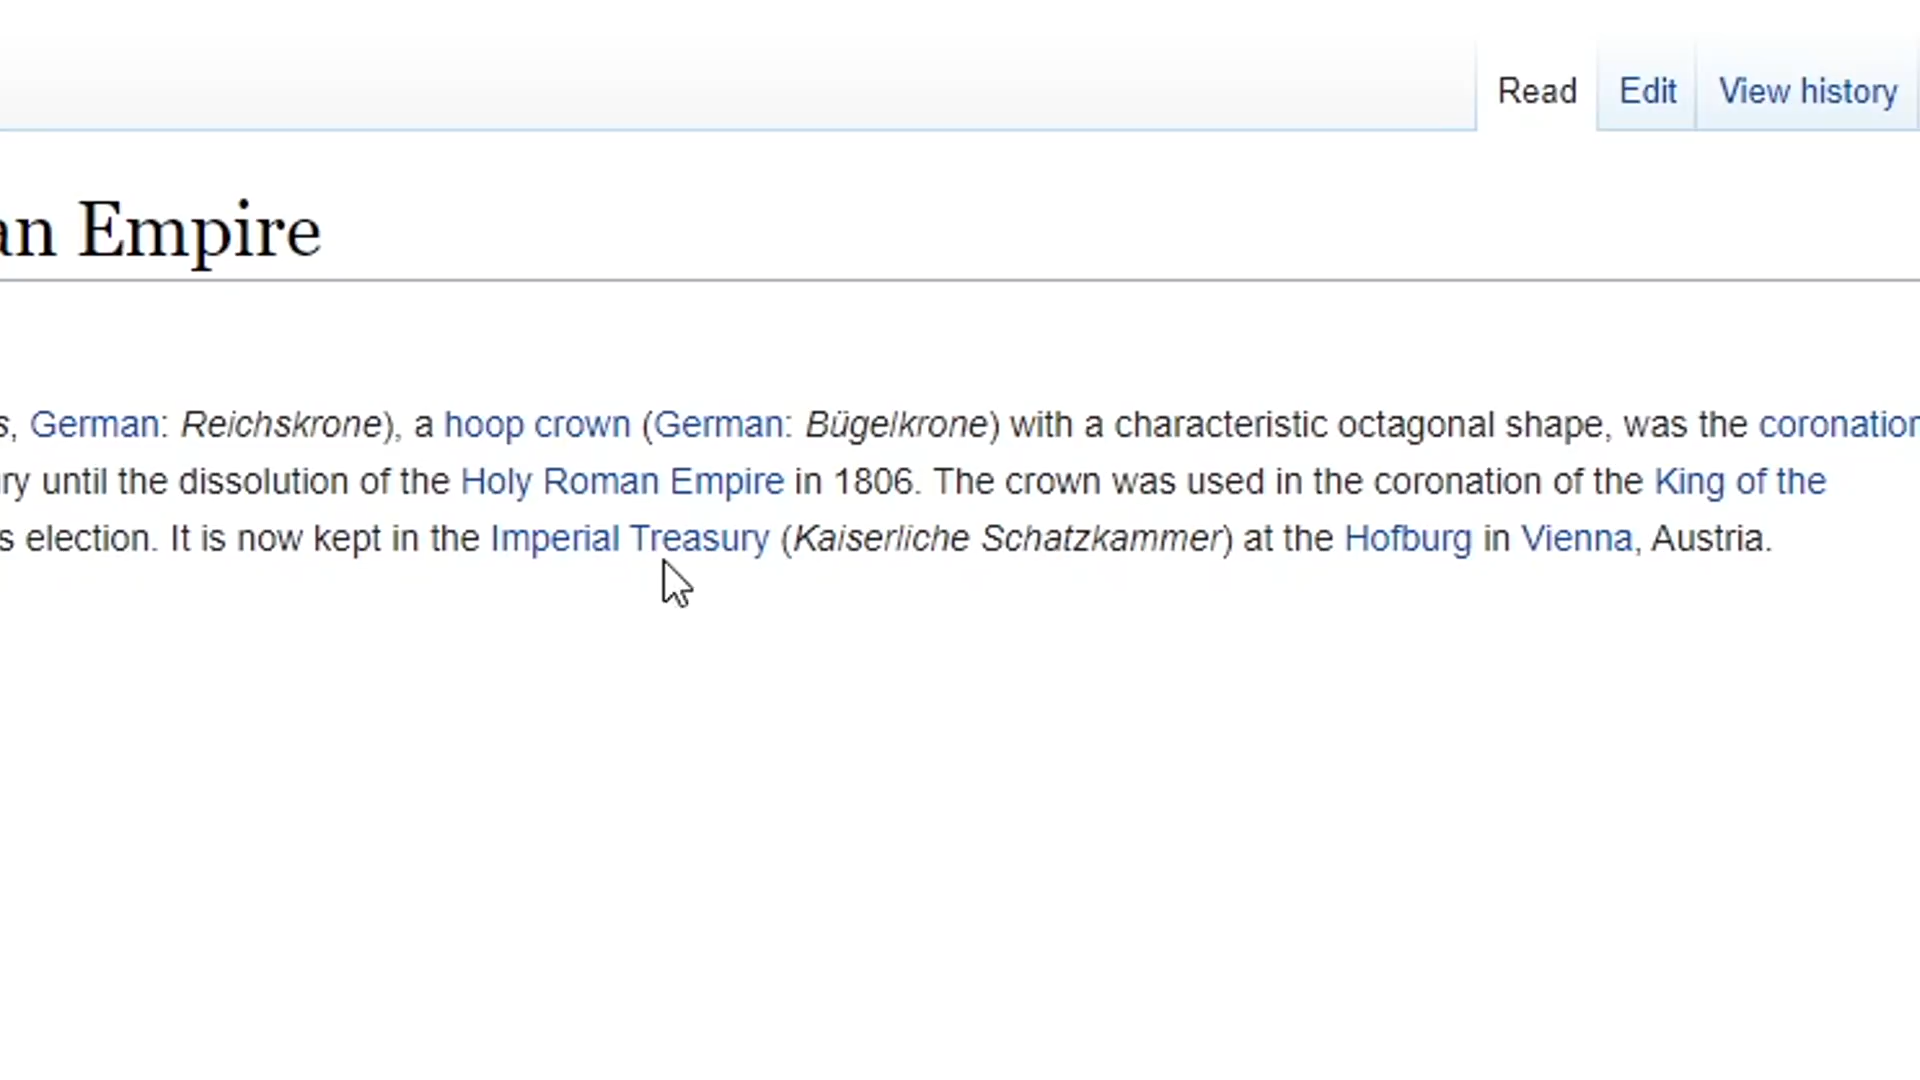 Read Edit View history
an Empire
s, German: Reichskrone), a hoop crown (German: Bügelkrone) with a characteristic octagonal shape, was the coronation
ry until the dissolution of the Holy Roman Empire in 1806. The crown was used in the coronation of the King of the
s election. It is now kept in the Imperial Treasury (Kaiserliche Schatzkammer) at the Hofburg in Vienna, Austria.